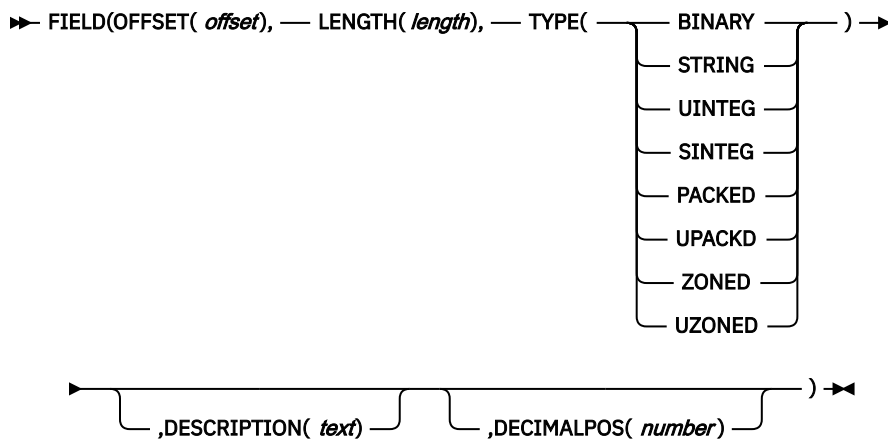 FIELD(OFFSET( offset), LENGTH( length), TYPE( BINARY )
STRING
UINTEG
SINTEG
PACKED
UPACKD
ZONED
UZONED
)
,DESCRIPTION( text) ,DECIMALPOS( number)